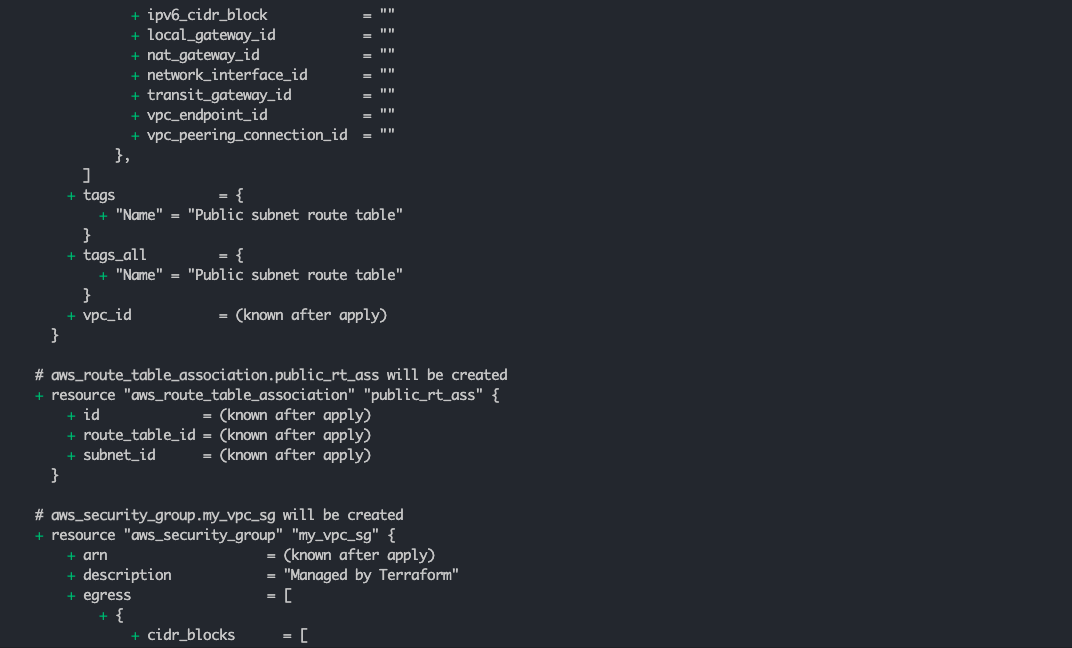 + ipv6_cidr_block            = ""
+ local_gateway_id           = ""
+ nat_gateway_id             = ""
+ network_interface_id       = ""
+ transit_gateway_id         = ""
+ vpc_endpoint_id            = ""
+ vpc_peering_connection_id  = ""
},
]
+ tags             = {
+ "Name" = "Public subnet route table"
}
+ tags_all         = {
+ "Name" = "Public subnet route table"
}
+ vpc_id           = (known after apply)
}
# aws_route_table_association.public_rt_ass will be created
+ resource "aws_route_table_association" "public_rt_ass" {
+ id             = (known after apply)
+ route_table_id = (known after apply)
+ subnet_id      = (known after apply)
}
# aws_security_group.my_vpc_sg will be created
+ resource "aws_security_group" "my_vpc_sg" {
+ arn                    = (known after apply)
+ description            = "Managed by Terraform"
+ egress                 = [
+ {
+ cidr_blocks      = [